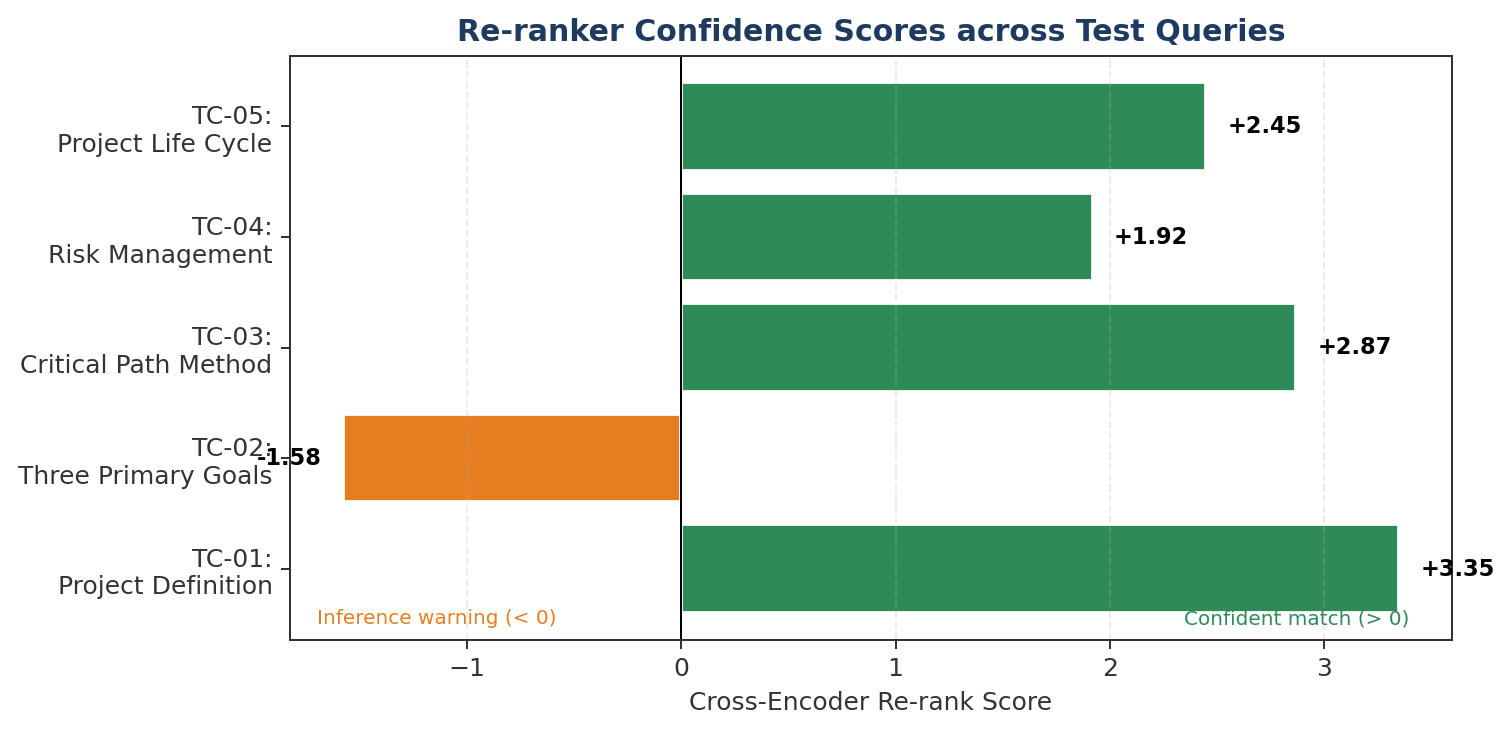 Re-ranker Confidence Scores across Test Queries
TC-05:
Project Life Cycle
+2.45
TC-04:
Risk Management
+1.92
TC-03:
Critical Path Method
+2.87
TC-02:
Three Primary Goals
-1.58
TC-01:
Project Definition
+3.35
Inference warning (< 0)
Confident match (> 0)
−1 0 1 2 3
Cross-Encoder Re-rank Score